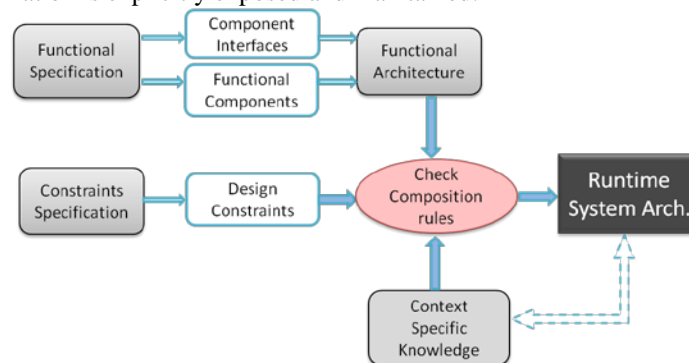 Component
Interfaces
Functional
Specification
Functional
Components
Functional
Architecture
Constraints
Specification
Design
Constraints
Check
Composition
rules
Runtime
System Arch.
Context
Specific
Knowledge